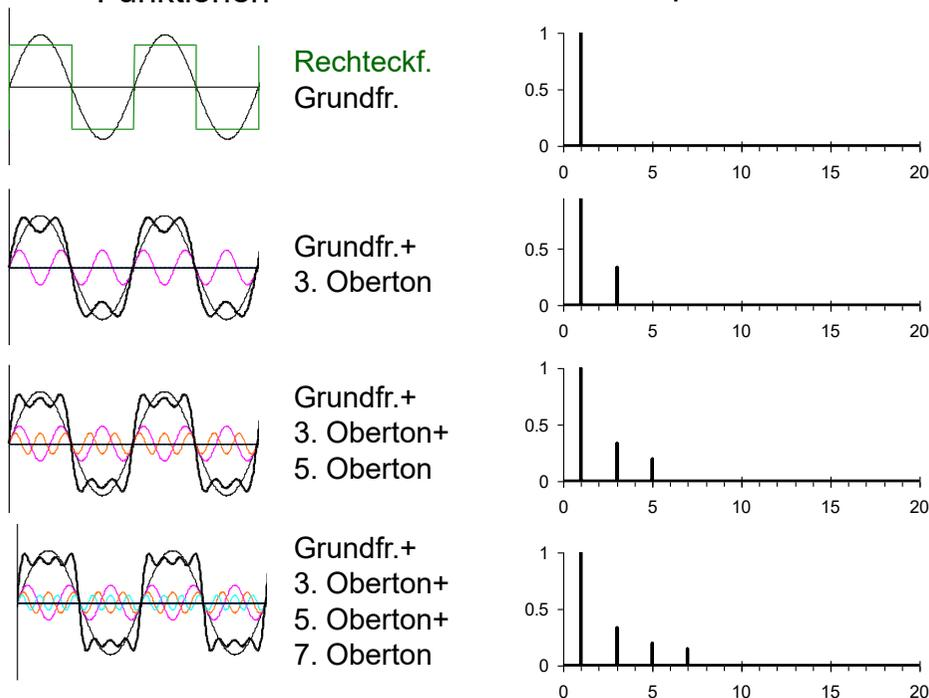 Funktionen
Rechteckf.
Grundfr.
1
0.5
0
0 5 10 15 20
Grundfr.+
3. Oberton
0.5
0
0 5 10 15 20
Grundfr.+
3. Oberton+
5. Oberton
1
0.5
0
0 5 10 15 20
Grundfr.+
3. Oberton+
5. Oberton+
7. Oberton
1
0.5
0
0 5 10 15 20